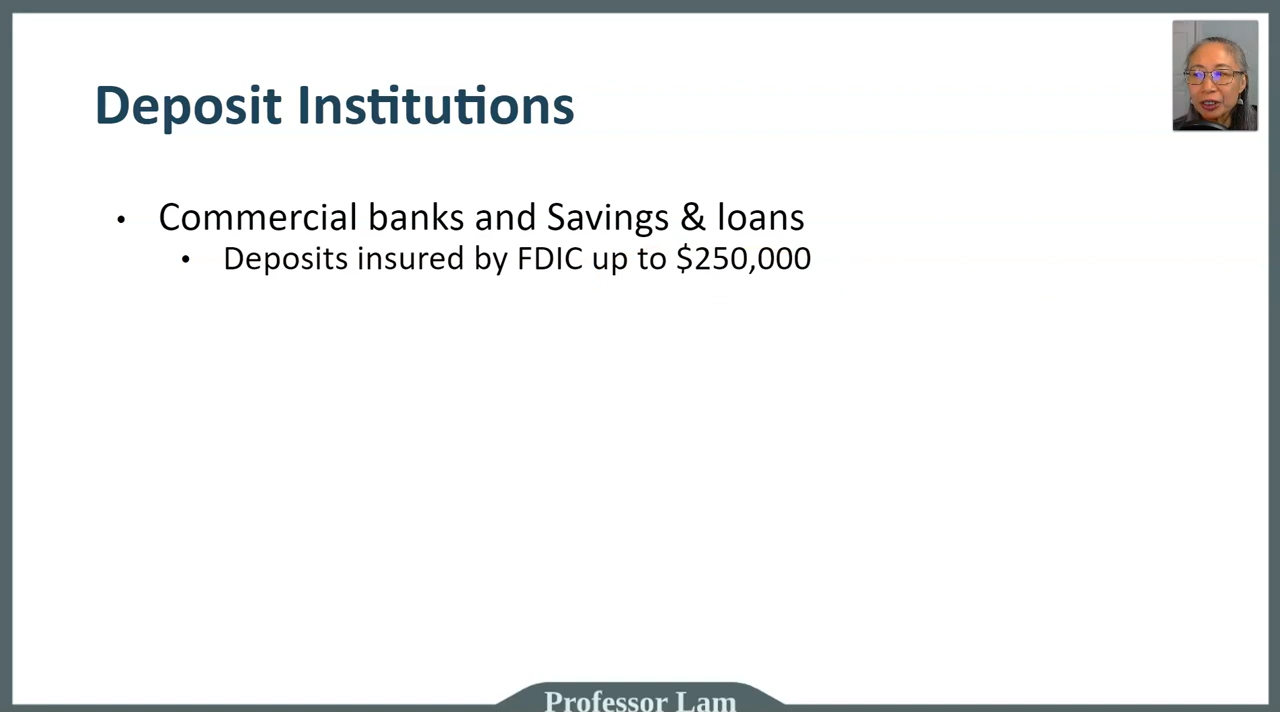 Deposit Institutions
• Commercial banks and Savings & loans
• Deposits insured by FDIC up to $250,000
Professor Lam